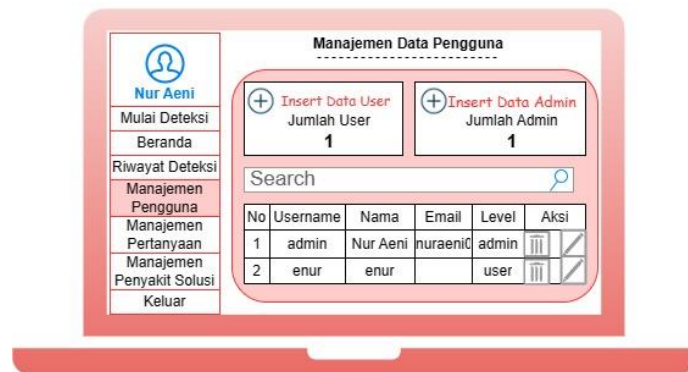 Manajemen Data Pengguna
Nur Aeni
Mulai Deteksi
Beranda
Riwayat Deteksi
Manajemen
Pengguna
Manajemen
Pertanyaan
Manajemen
Penyakit Solusi
Keluar
Insert Data User
Jumlah User
1
Insert Data Admin
Jumlah Admin
1
Search
No Username Nama Email Level Aksi
1 admin Nur Aeni nuraeni0 admin
2 enur enur user